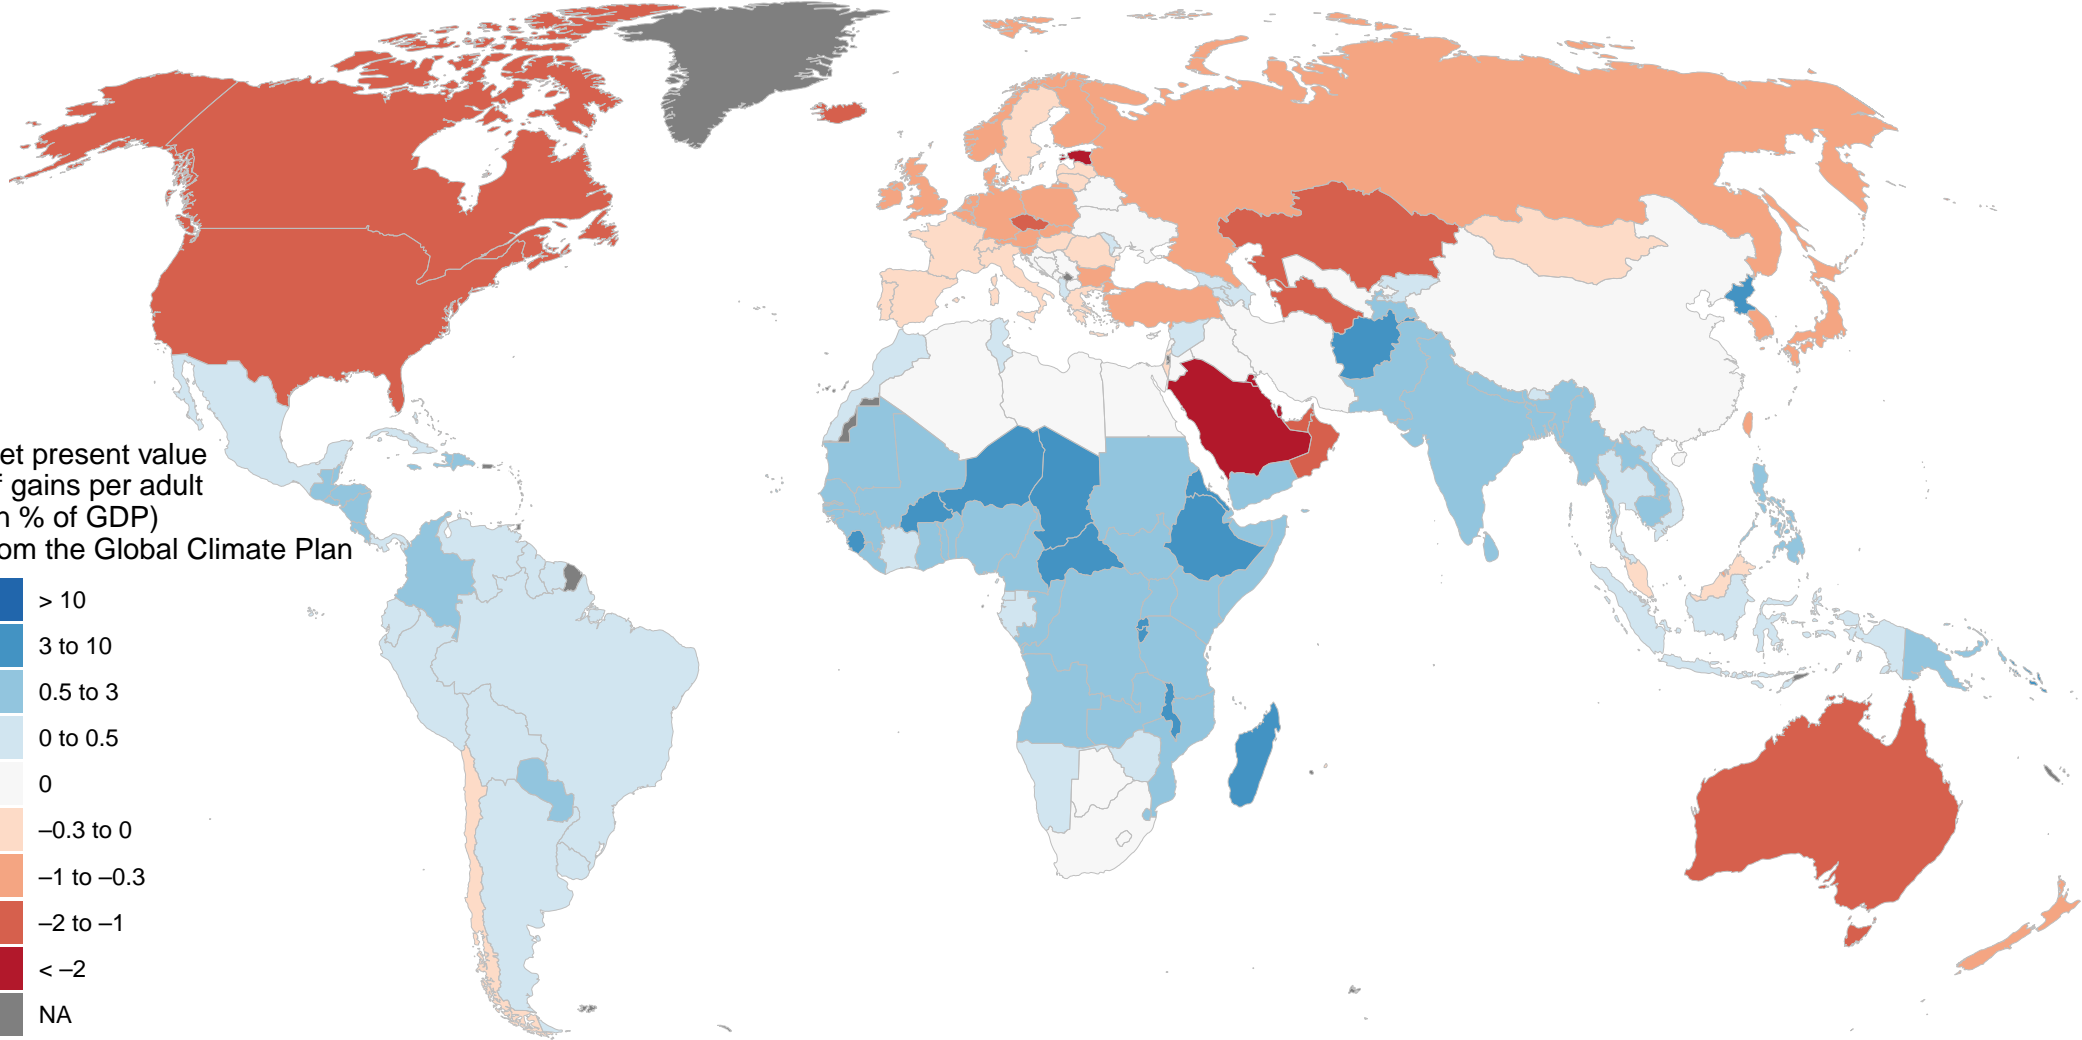 et present value
f gains per adult
n % of GDP)
om the Global Climate Plan
> 10
3 to 10
0.5 to 3
0 to 0.5
0
–0.3 to 0
–1 to –0.3
–2 to –1
< –2
NA